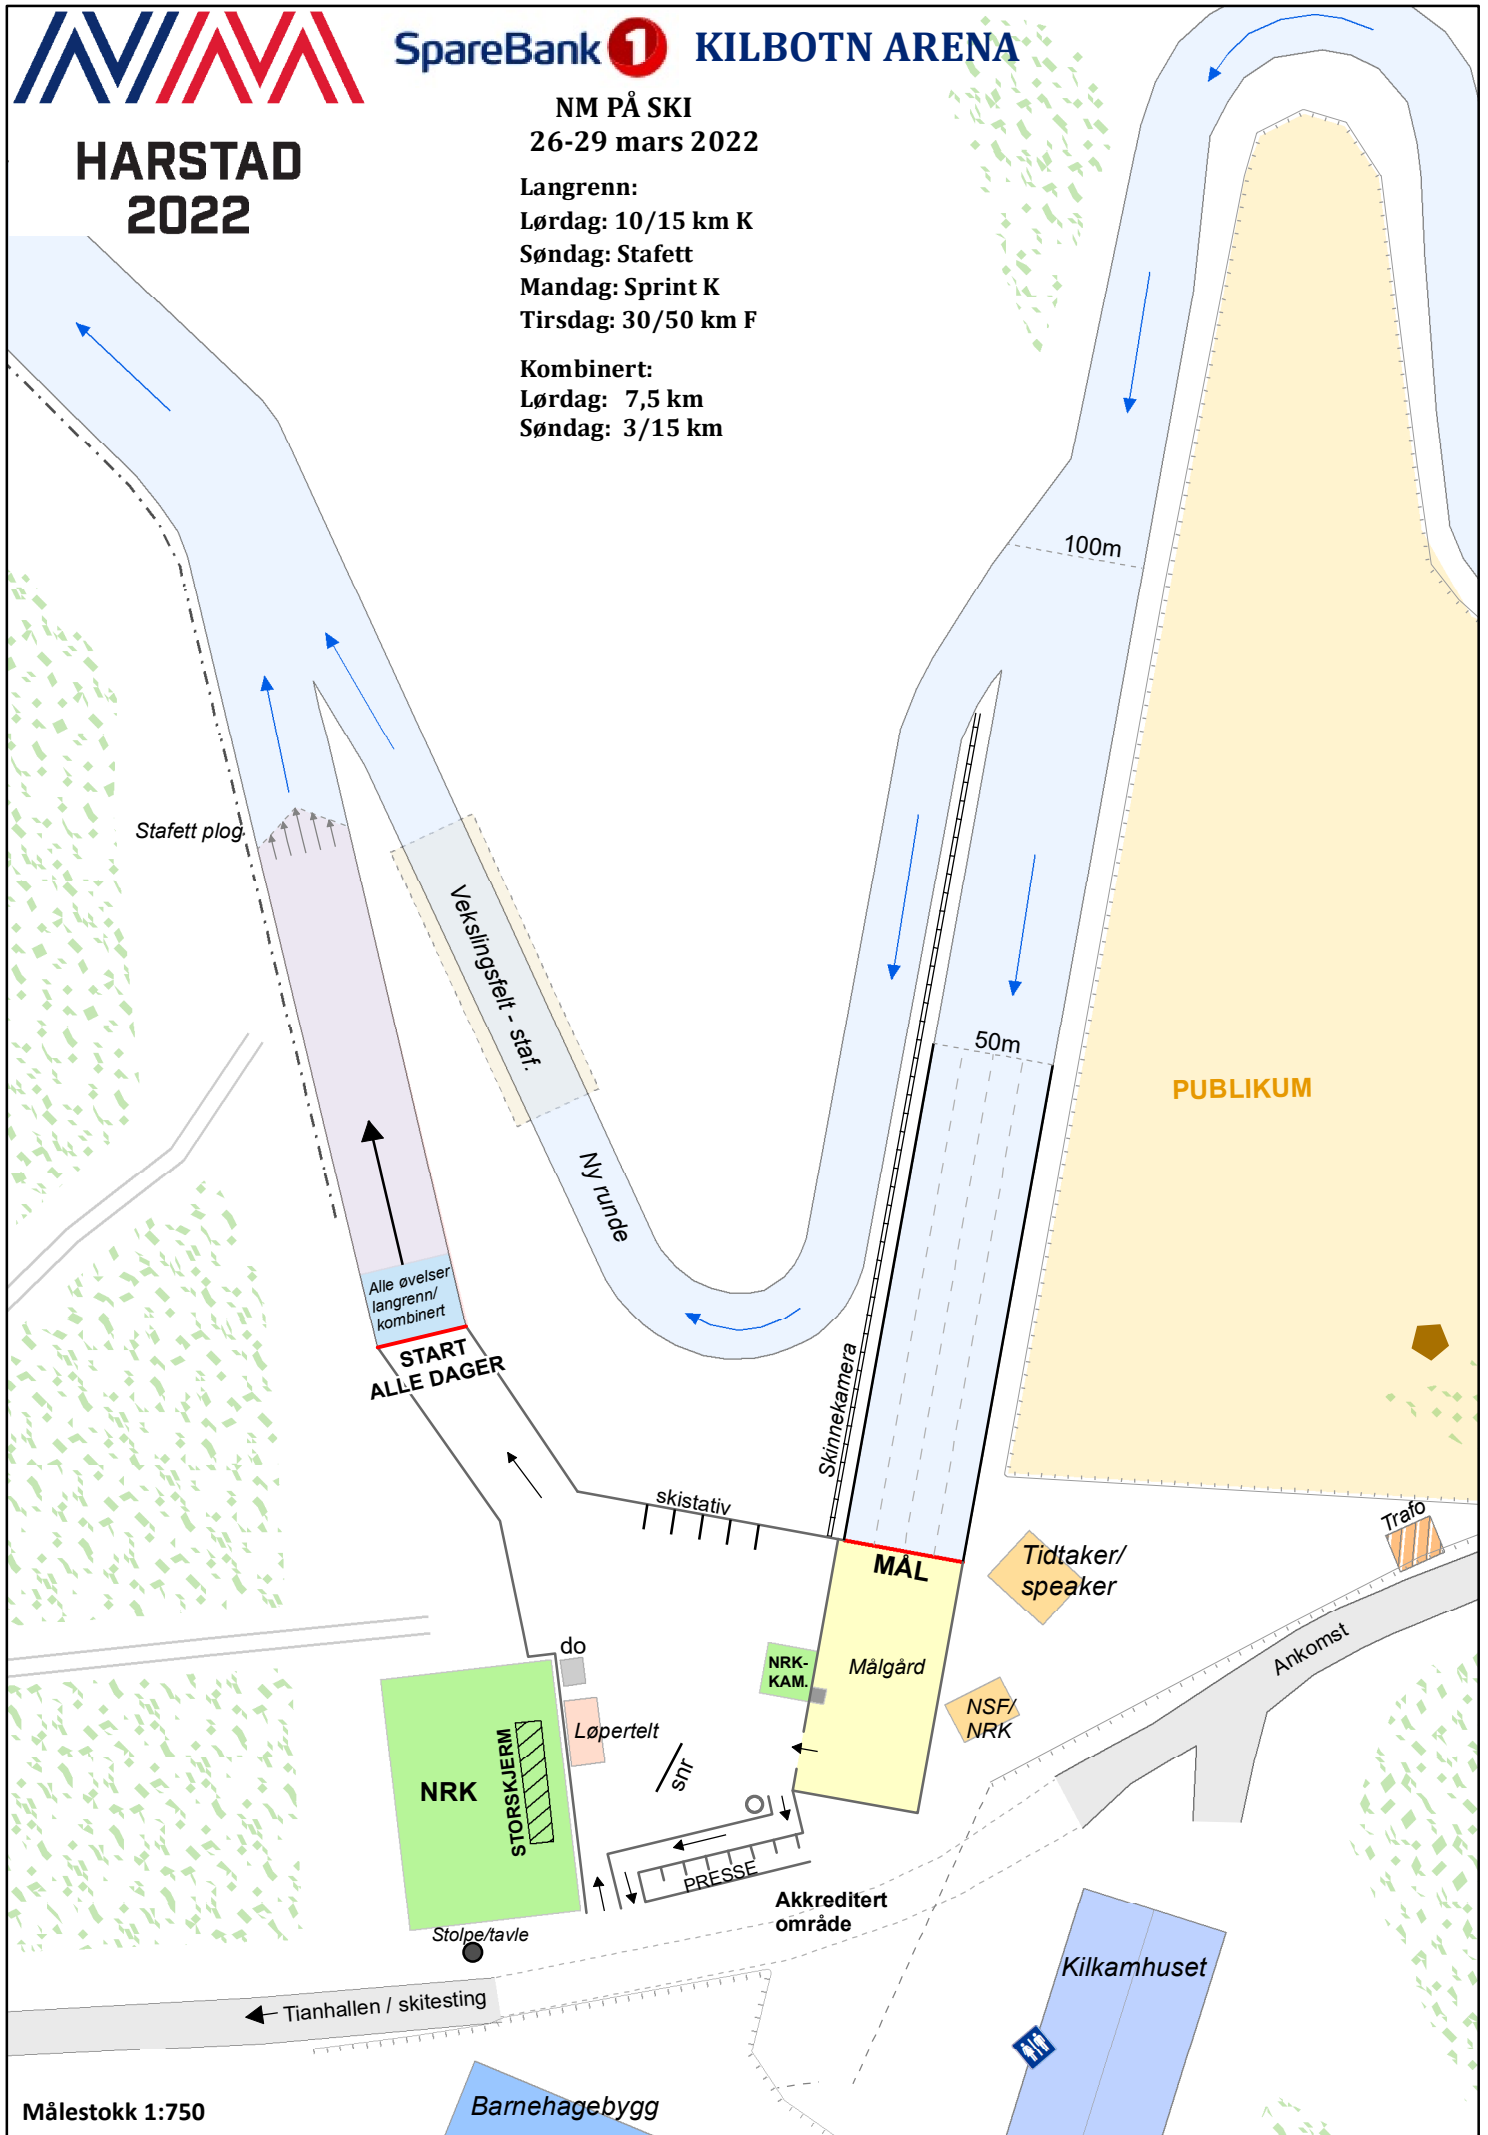 NM
HARSTAD
2022
SpareBank 1
KILBOTN ARENA
NM PÅ SKI
26-29 mars 2022
Langrenn:
Lørdag: 10/15 km K
Søndag: Stafett
Mandag: Sprint K
Tirsdag: 30/50 km F
Kombinert:
Lørdag: 7,5 km
Søndag: 3/15 km
100m
Stafett plog
Vekslingsfelt - staf.
50m
PUBLIKUM
Ny runde
Alle øvelser
langrenn/
kombinert
START
ALLE DAGER
Skinnekamera
skistativ
MÅL
Tidtaker/
speaker
Trafo
Ankomst
do
NRK-
KAM.
Målgård
NSF/
NRK
Løpertelt
STORSKJERM
NRK
snr
PRESSE
Akkreditert
område
Stolpe/tavle
Kilkamhuset
Tianhallen / skitesting
Barnehagebygg
Målestokk 1:750